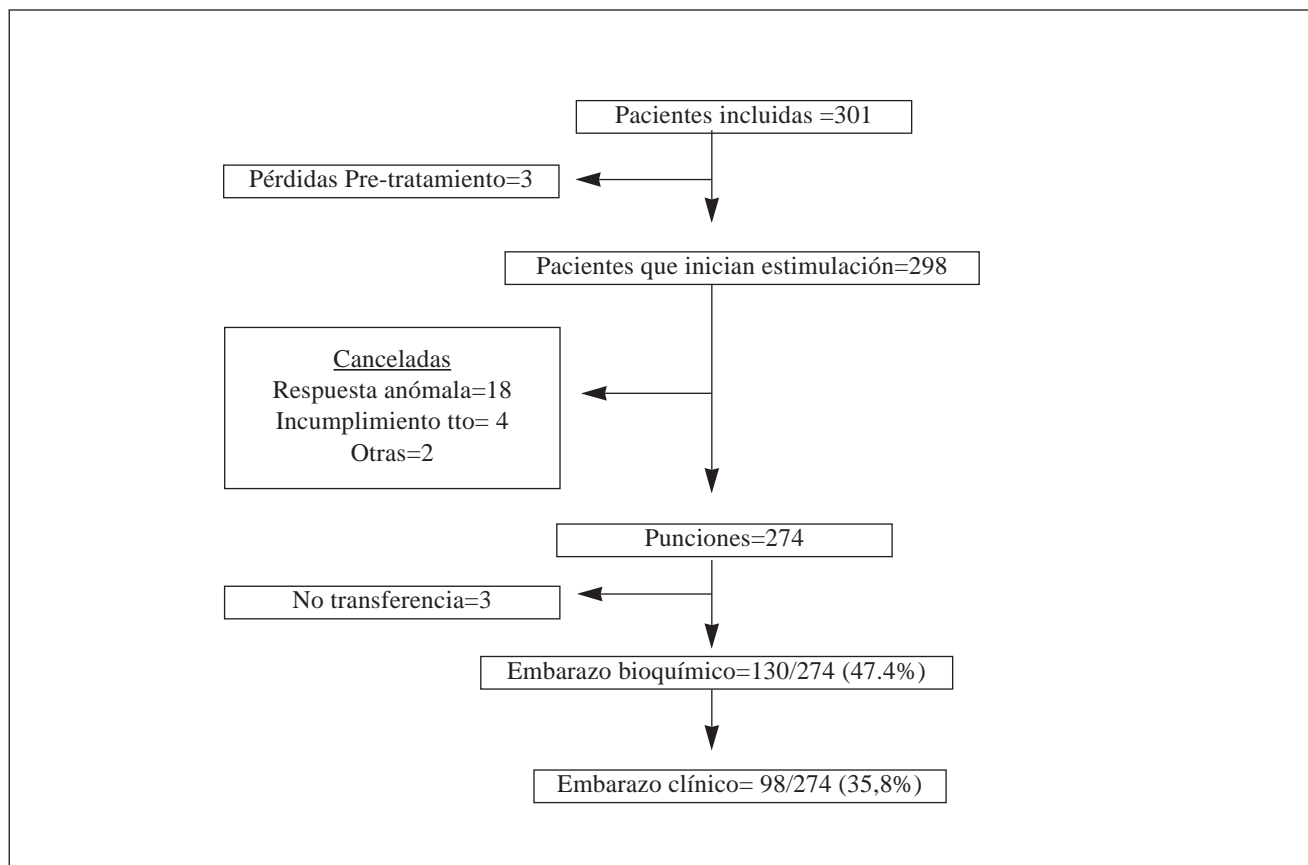 Pacientes incluidas =301
Pérdidas Pre-tratamiento=3
Pacientes que inician estimulación=298
Canceladas
Respuesta anómala=18
Incumplimiento tto= 4
Otras=2
Punciones=274
No transferencia=3
Embarazo bioquímico=130/274 (47.4%)
Embarazo clínico= 98/274 (35,8%)